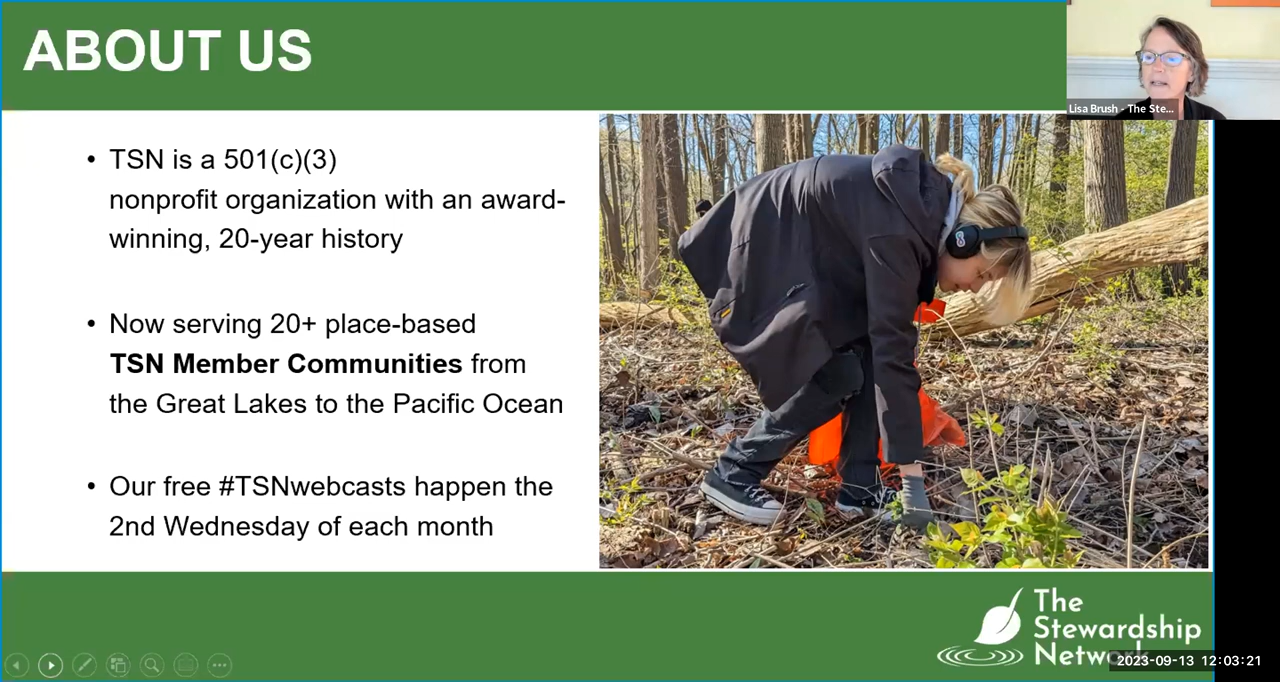 ABOUT US
Lisa Brush - The Ste...
• TSN is a 501(c)(3)
nonprofit organization with an award-
winning, 20-year history
• Now serving 20+ place-based
TSN Member Communities from
the Great Lakes to the Pacific Ocean
• Our free #TSNwebcasts happen the
2nd Wednesday of each month
The
Stewardship
Network
2023-09-13 12:03:21